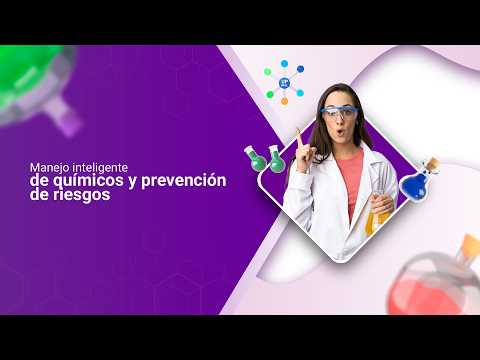 Manejo inteligente
de químicos y prevención
de riesgos